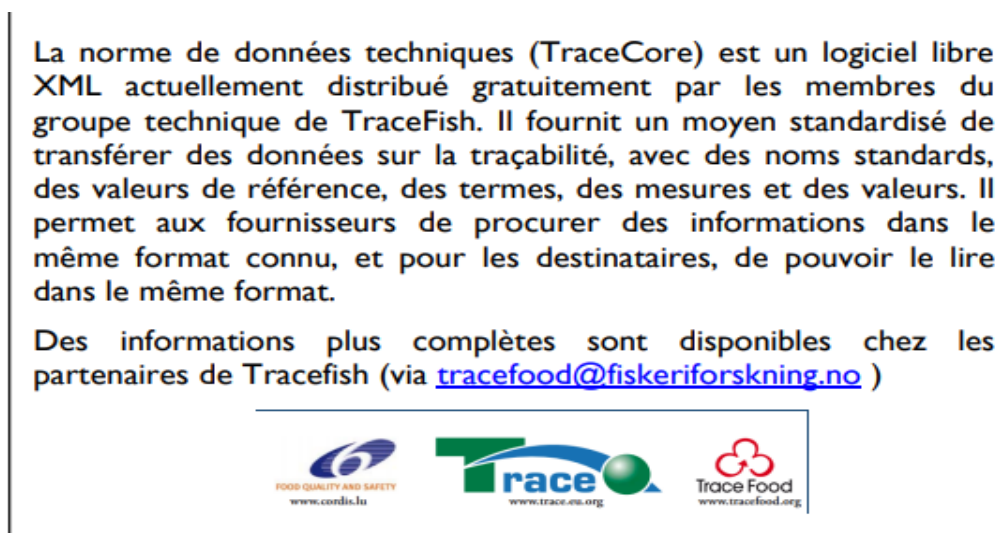 La norme de données techniques (TraceCore) est un logiciel libre
XML actuellement distribué gratuitement par les membres du
groupe technique de TraceFish. Il fournit un moyen standardisé de
transférer des données sur la traçabilité, avec des noms standards,
des valeurs de référence, des termes, des mesures et des valeurs. Il
permet aux fournisseurs de procurer des informations dans le
même format connu, et pour les destinataires, de pouvoir le lire
dans le même format.
Des informations plus complètes sont disponibles chez les
partenaires de Tracefish (via tracefood@fiskeriforskning.no )
6
FOOD QUALITY AND SAFETY
www.cordis.lu
Trace
www.trace.eu.org
Trace Food
www.tracefood.org